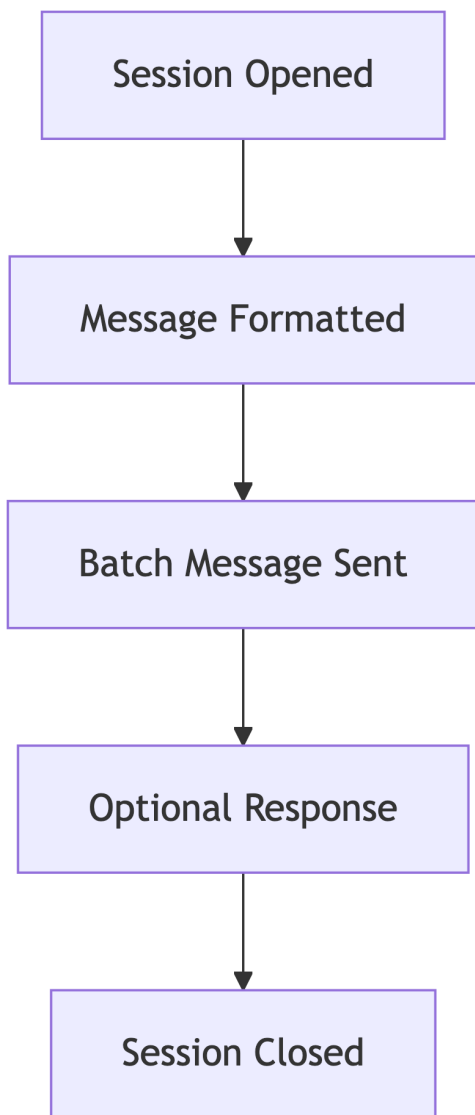 Session Opened
Message Formatted
Batch Message Sent
Optional Response
Session Closed